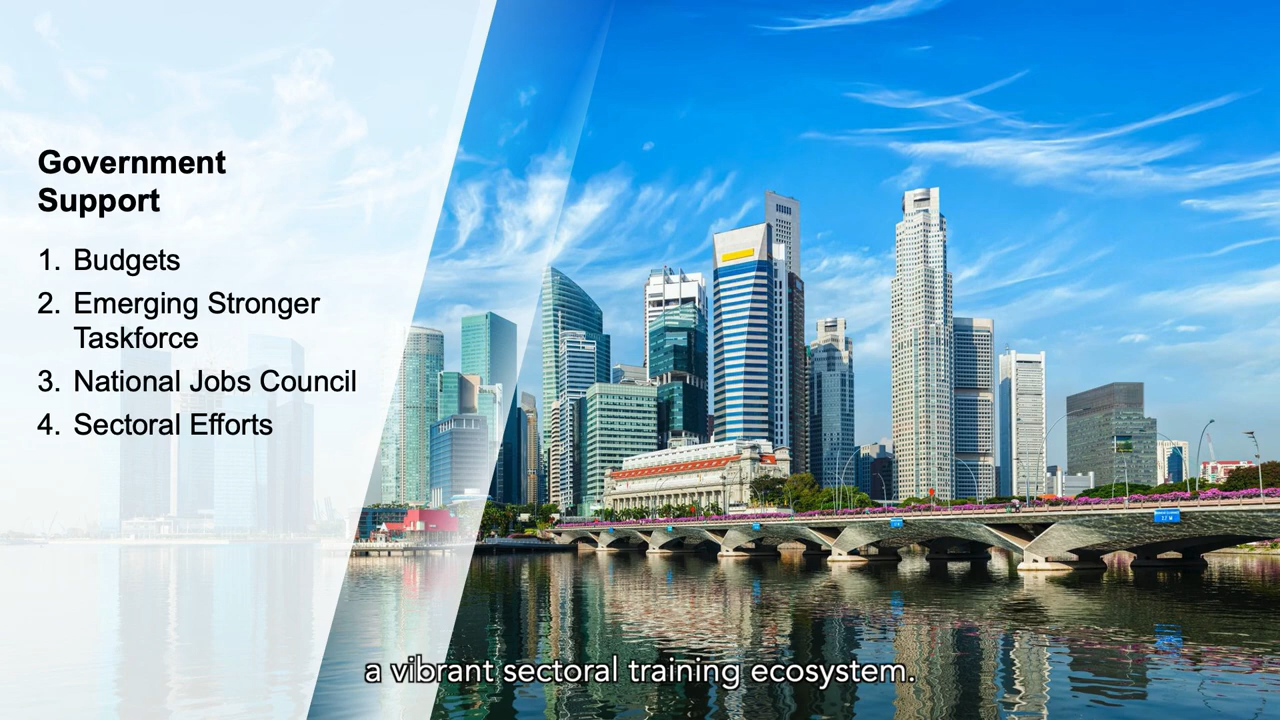 Government
Support
1. Budgets
2. Emerging Stronger
Taskforce
3. National Jobs Council
4. Sectoral Efforts
a vibrant sectoral training ecosystem.